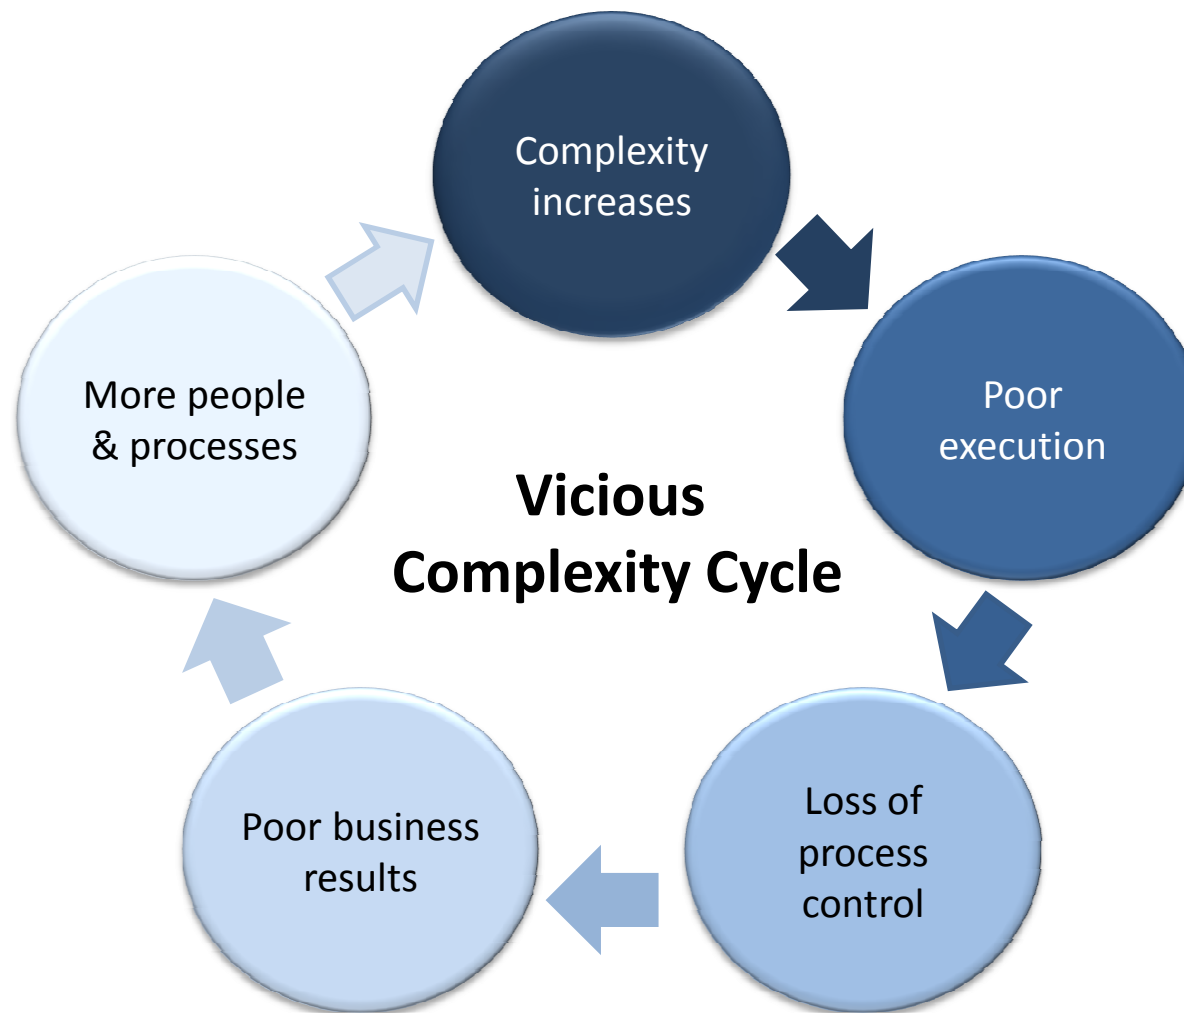 Complexity
increases
Poor
execution
Loss of
process
control
Poor business
results
More people
& processes
Vicious
Complexity Cycle